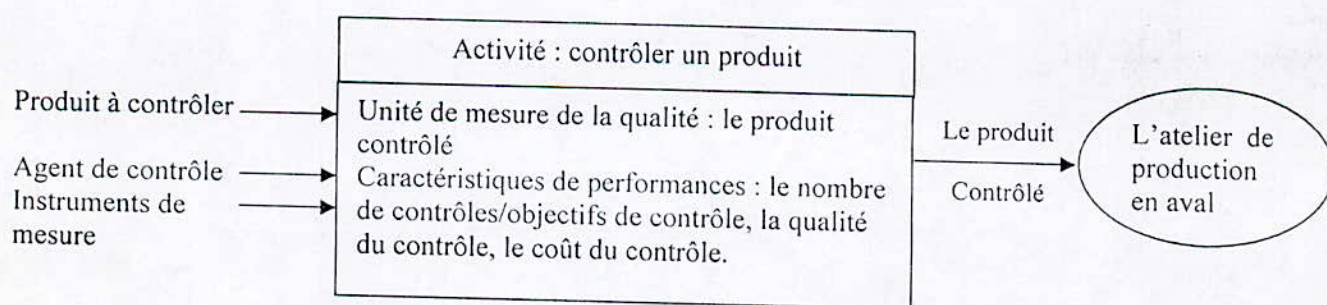 Activité : contrôler un produit
Produit à contrôler
Agent de contrôle
Instruments de
mesure
Unité de mesure de la qualité : le produit
contrôlé
Caractéristiques de performances : le nombre
de contrôles/objectifs de contrôle, la qualité
du contrôle, le coût du contrôle.
Le produit
Contrôlé
L'atelier de
production
en aval